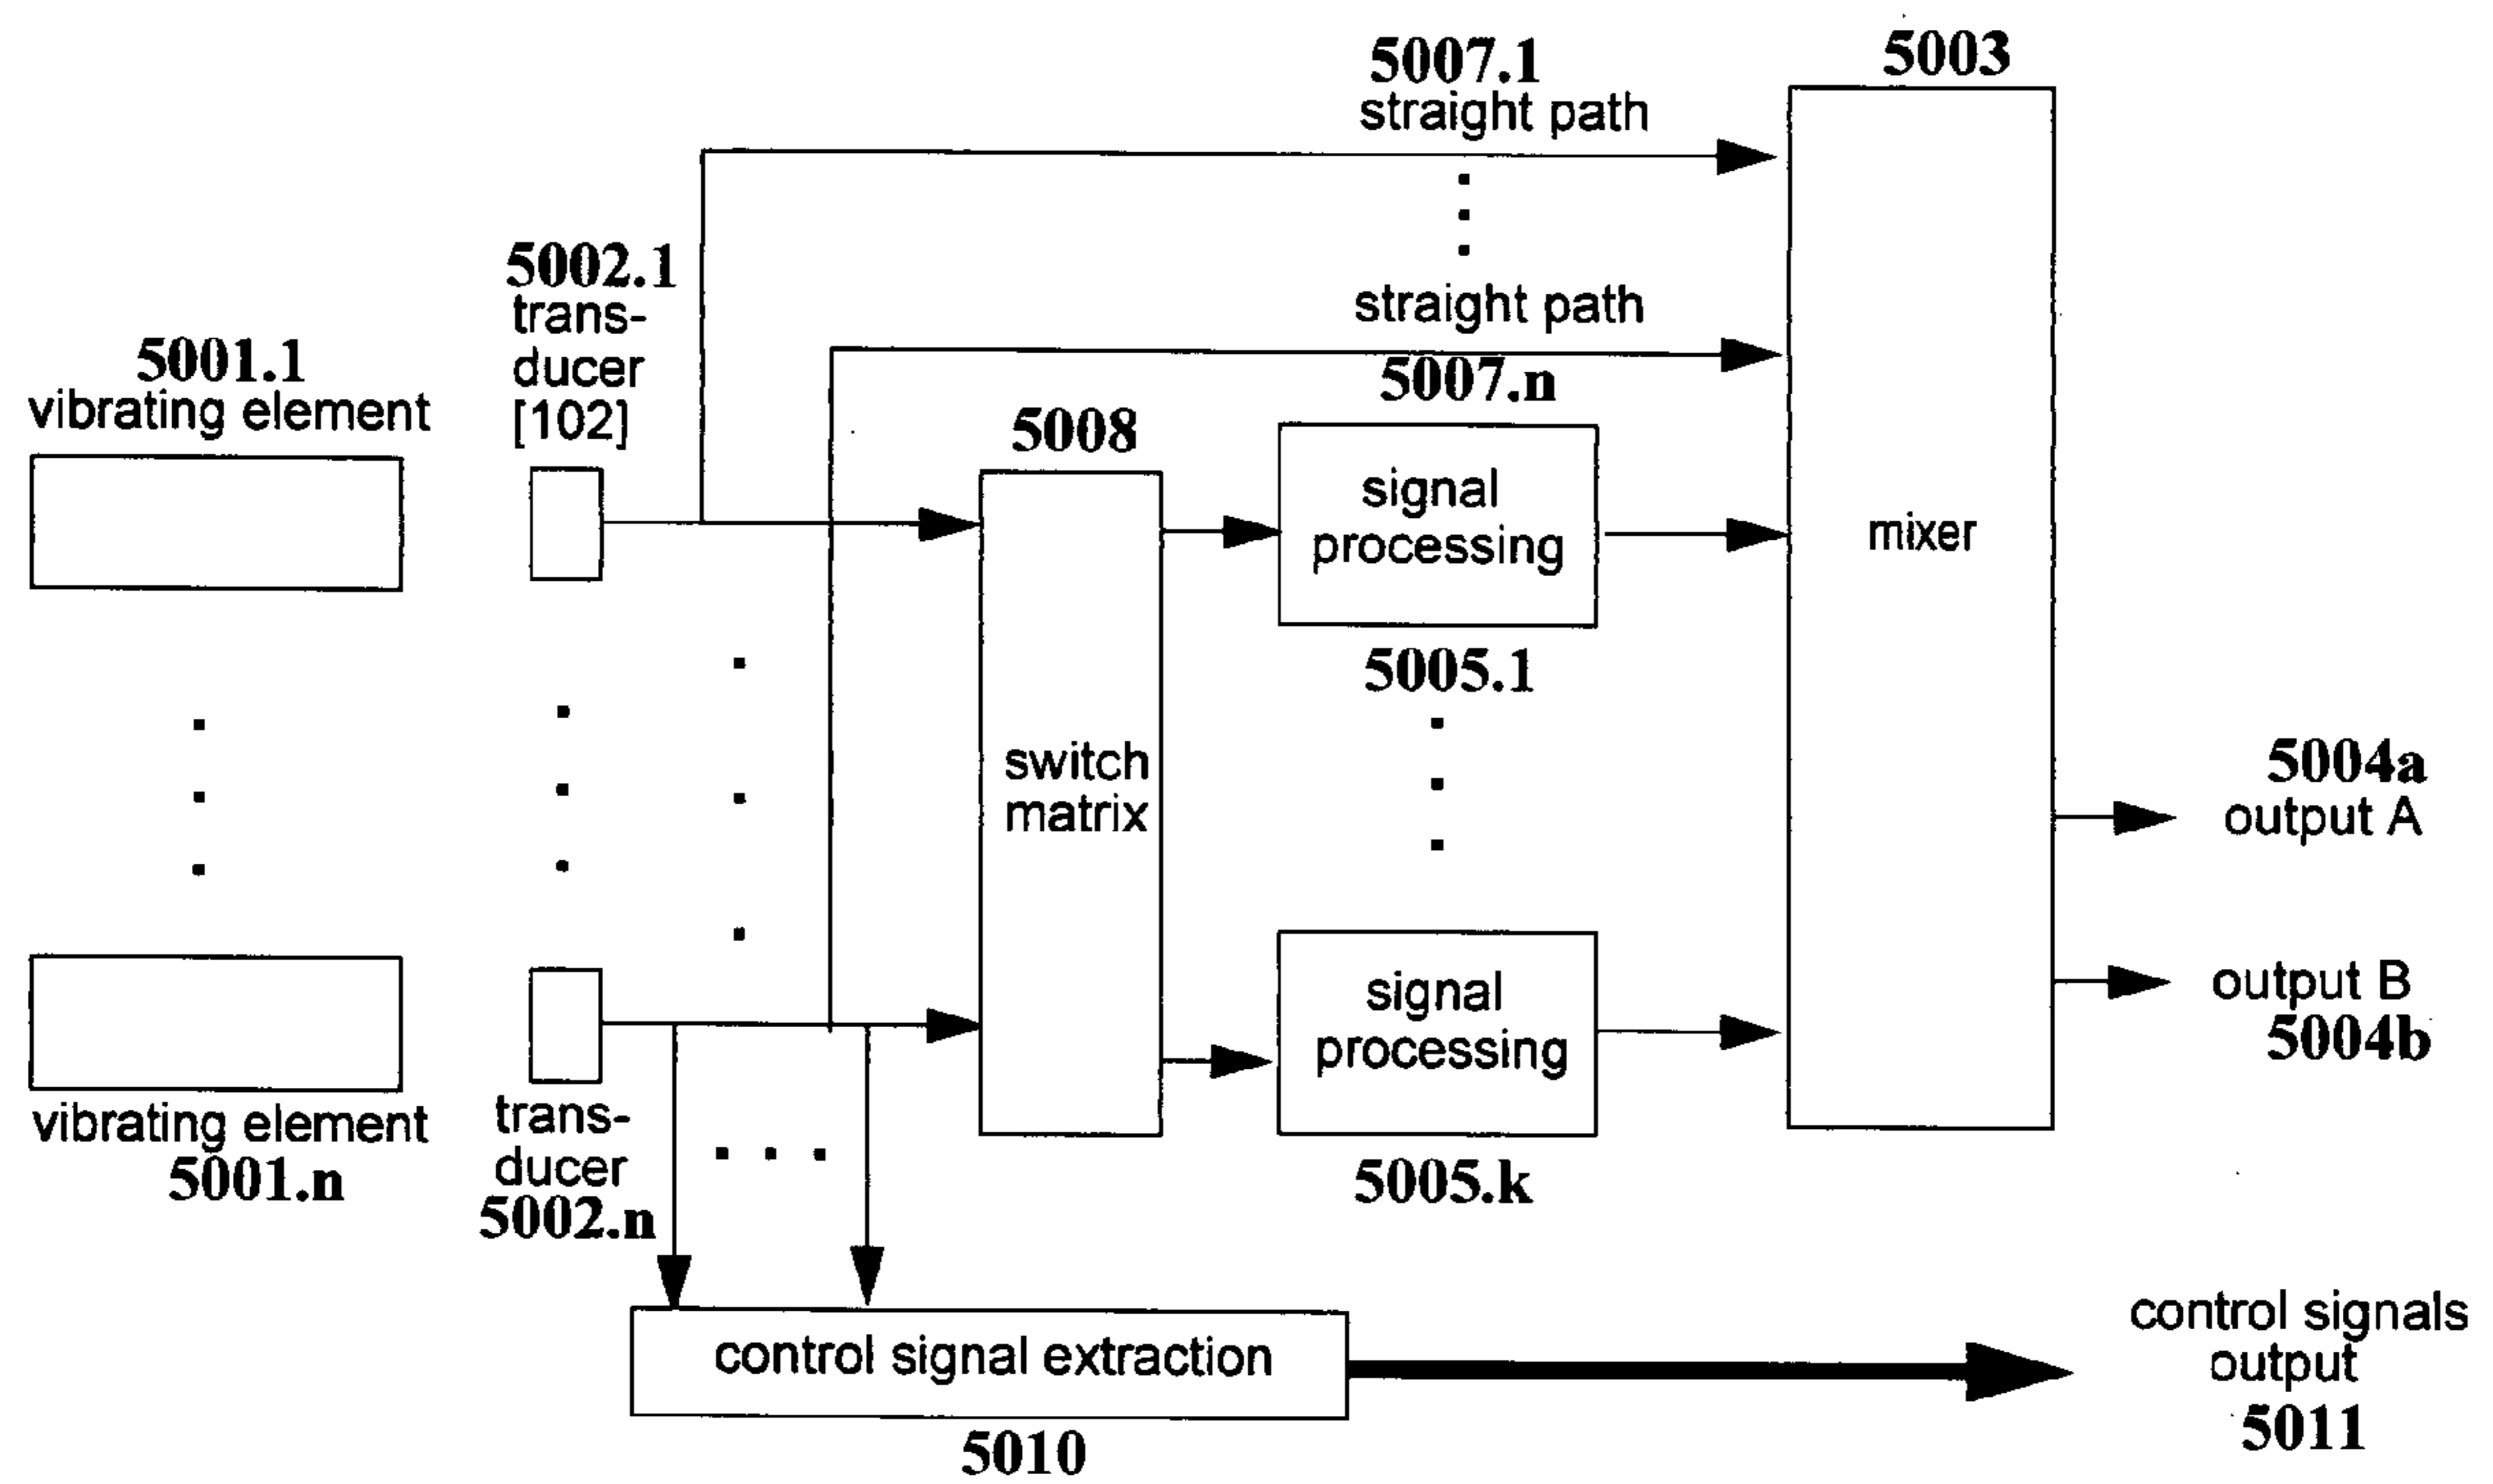 5007.1
straight path
5003
5002.1
trans-
ducer
[102]
straight path
5007.n
5001.1
vibrating element
5008
signal
processing
5005.1
mixer
switch
matrix
5004a
output A
output B
5004b
signal
processing
5005.k
vibrating element
5001.n
trans-
ducer
5002.n
control signal extraction
5010
control signals
output
5011